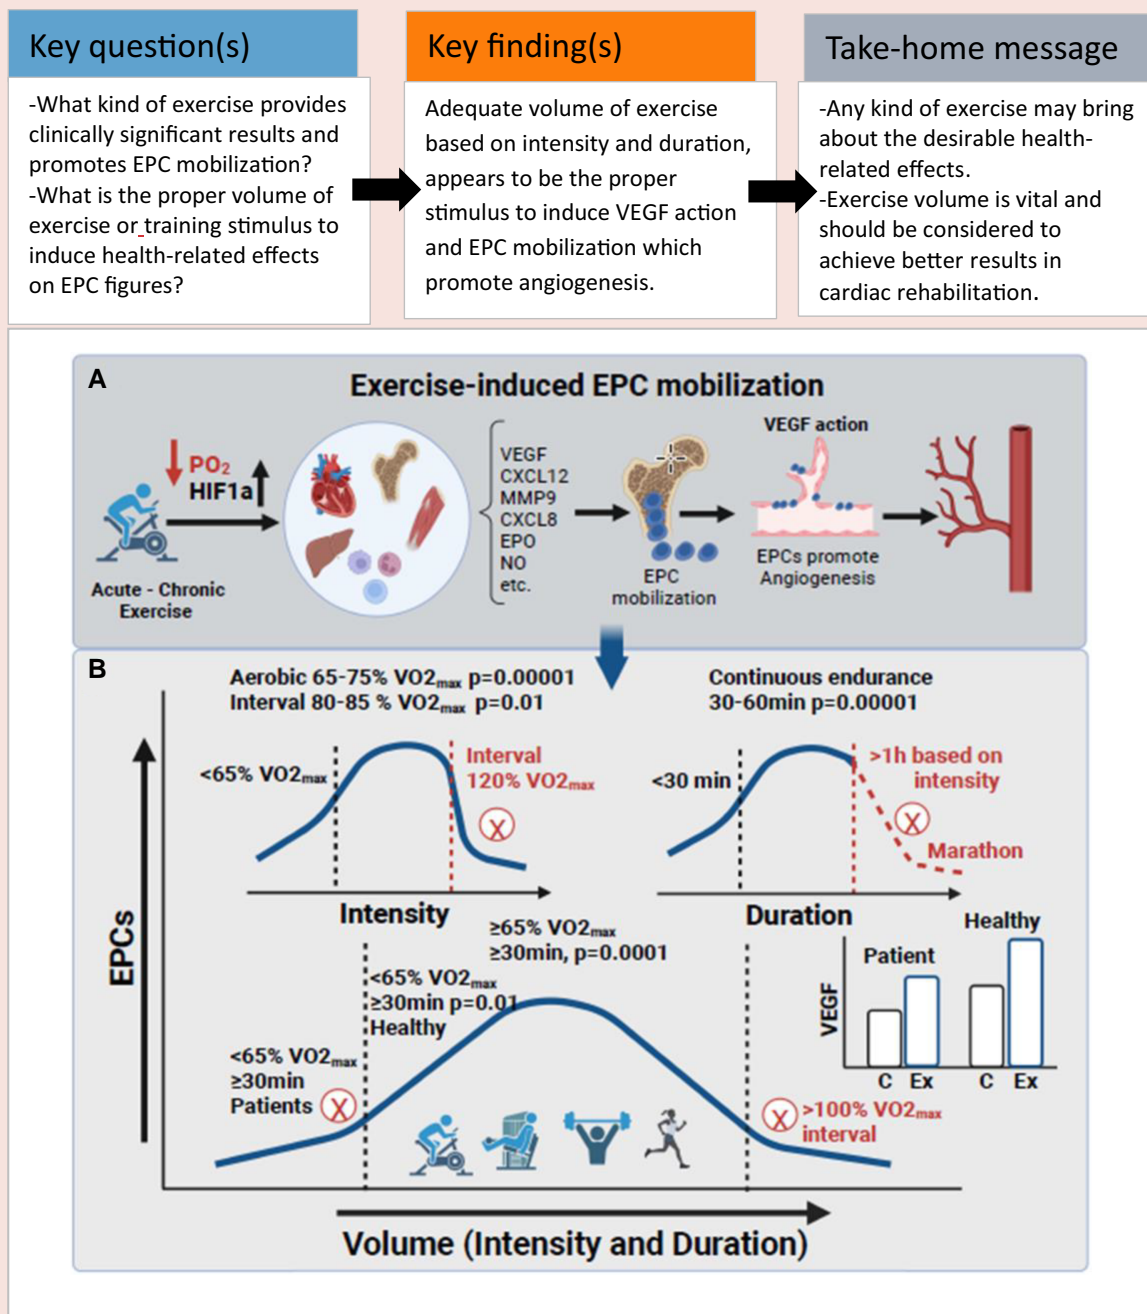 Key question(s)
-What kind of exercise provides
clinically significant results and
promotes EPC mobilization?
-What is the proper volume of
exercise or training stimulus to
induce health-related effects
on EPC figures?
Key finding(s)
Adequate volume of exercise
based on intensity and duration,
appears to be the proper
stimulus to induce VEGF action
and EPC mobilization which
promote angiogenesis.
Take-home message
-Any kind of exercise may bring
about the desirable health-
related effects.
-Exercise volume is vital and
should be considered to
achieve better results in
cardiac rehabilitation.
A
Exercise-induced EPC mobilization
PO2
HIF1a
Acute - Chronic
Exercise
VEGF
CXCL12
MMP9
CXCL8
EPO
NO
etc.
EPC
mobilization
VEGF action
EPCs promote
Angiogenesis
B
Aerobic 65-75% VO2max p=0.00001
Interval 80-85 % VO2max p=0.01
<65% VO2max
Interval
120% VO2max
X
Intensity
Continuous endurance
30-60min p=0.00001
<30 min
>1h based on
intensity
X
Marathon
Duration
EPCs
≥65% VO2max
≥30min, p=0.0001
<65% VO2max
≥30min p=0.01
Healthy
<65% VO2max
≥30min
Patients
X
X
>100% VO2max
interval
VEGF
Patient
Healthy
C Ex C Ex
Volume (Intensity and Duration)